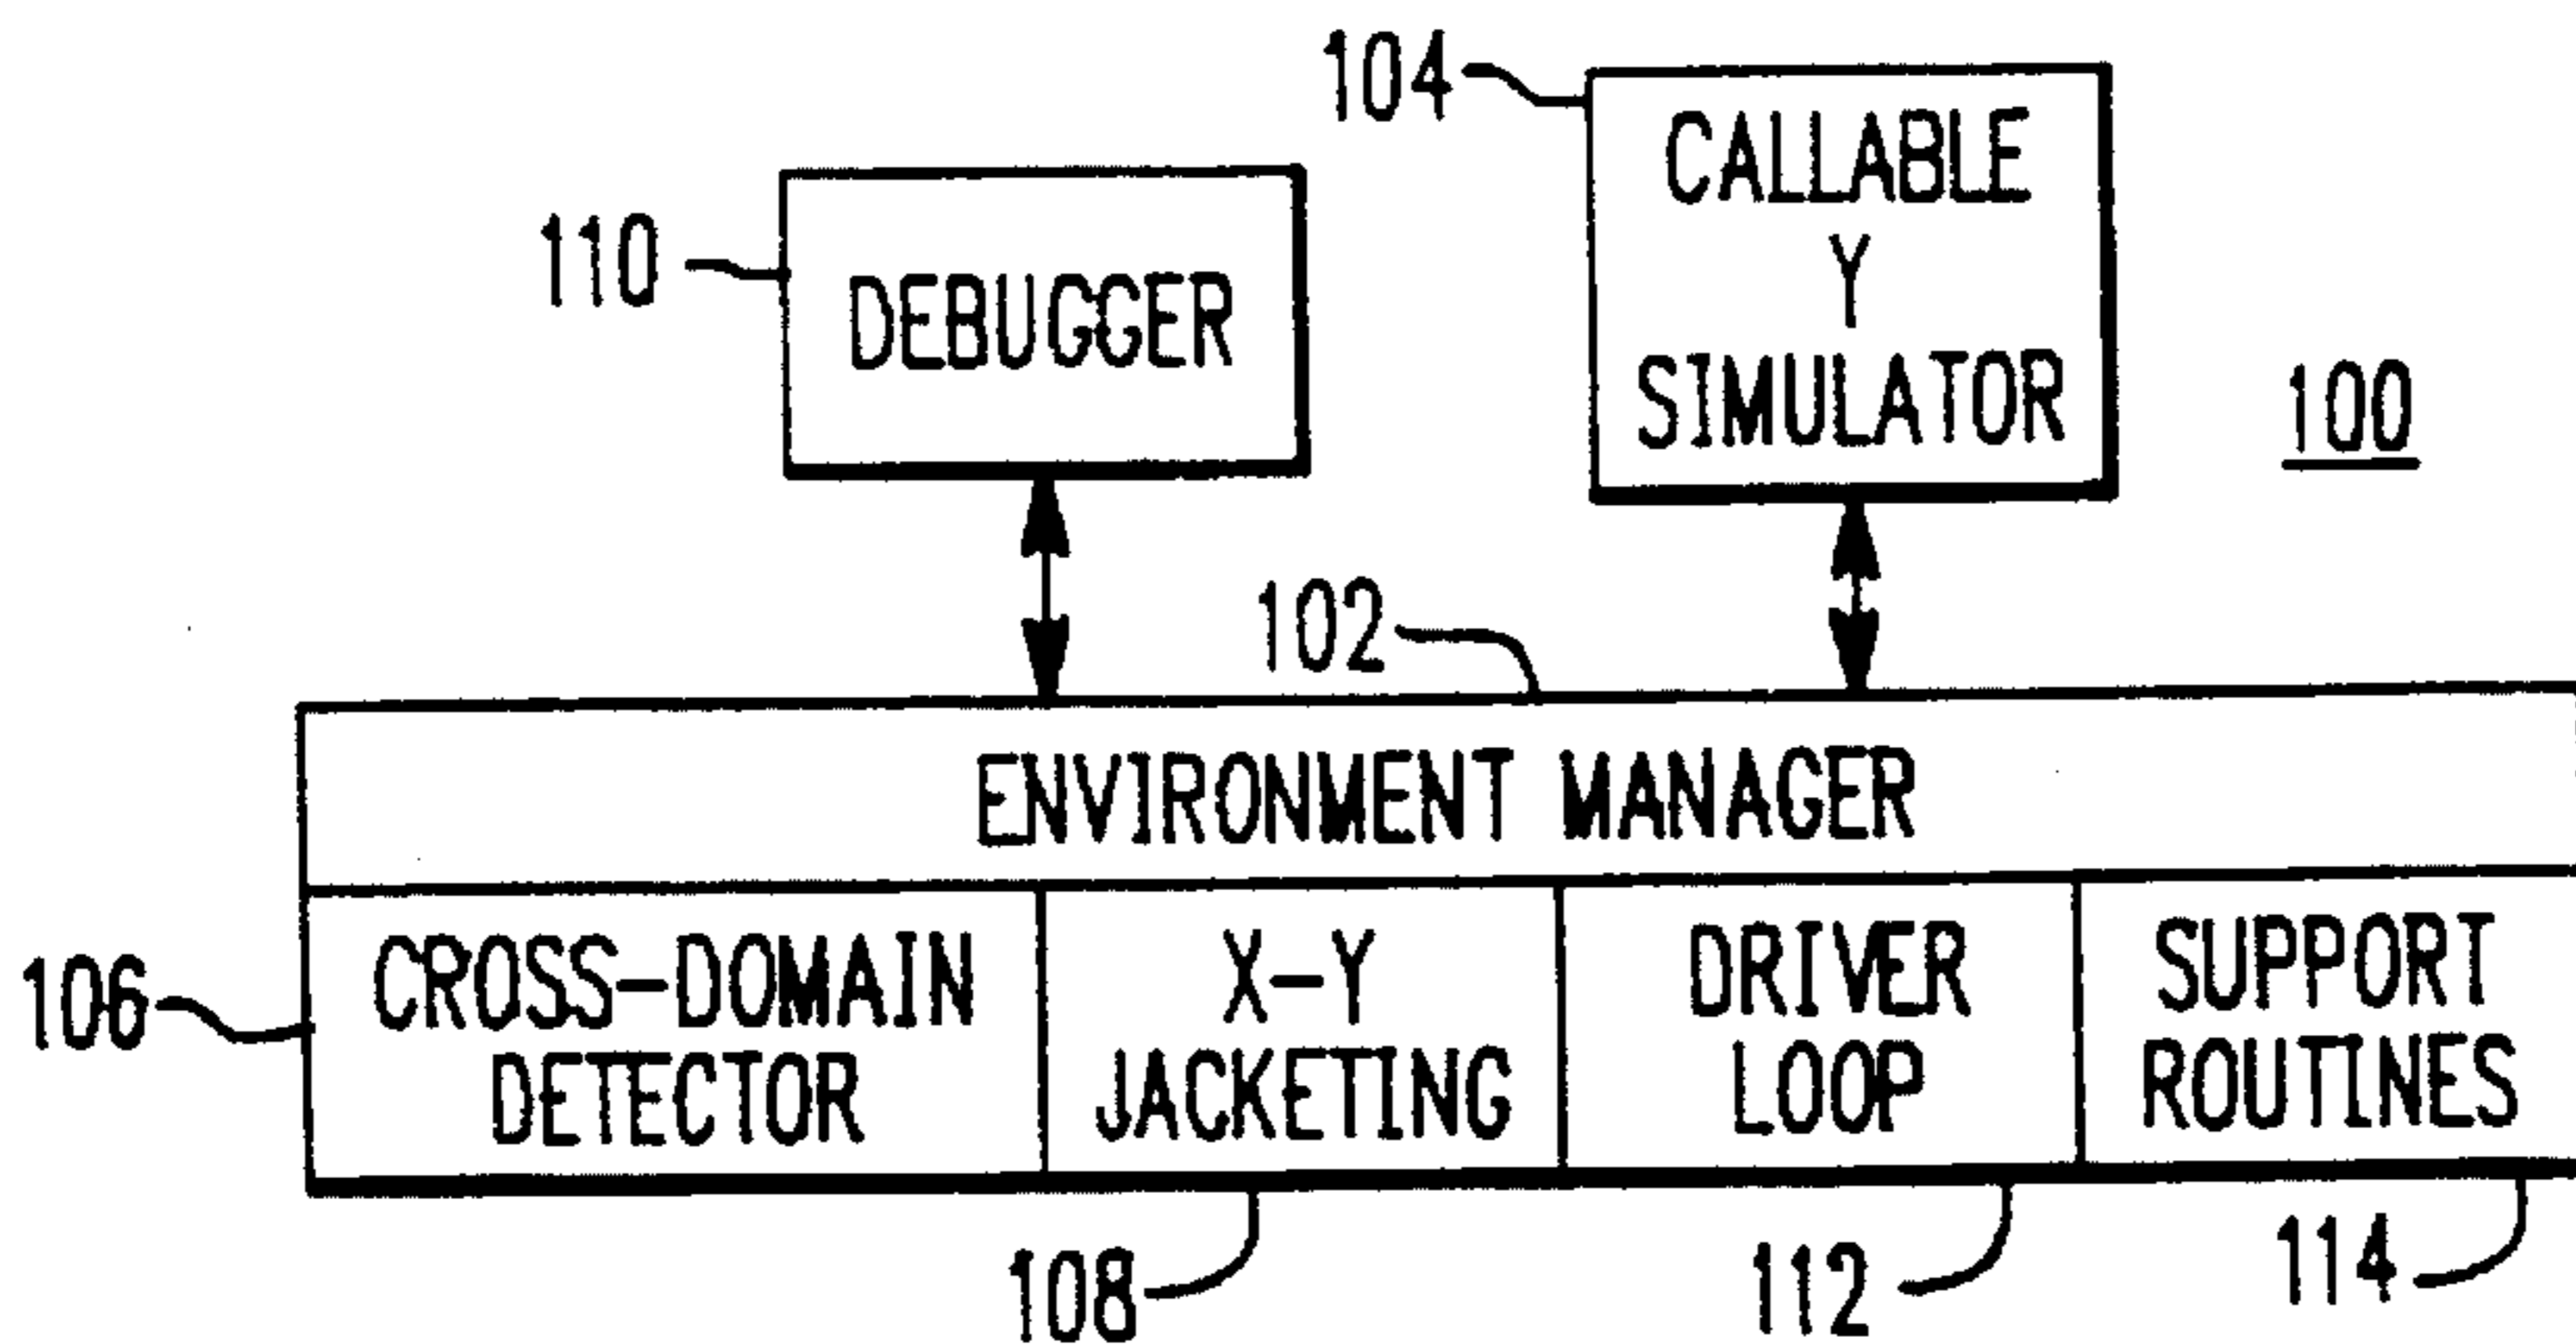 104
CALLABLE
Y
SIMULATOR
110
DEBUGGER
100
102
ENVIRONMENT MANAGER
106
CROSS-DOMAIN
DETECTOR
X-Y
JACKETING
DRIVER
LOOP
SUPPORT
ROUTINES
108
112
114